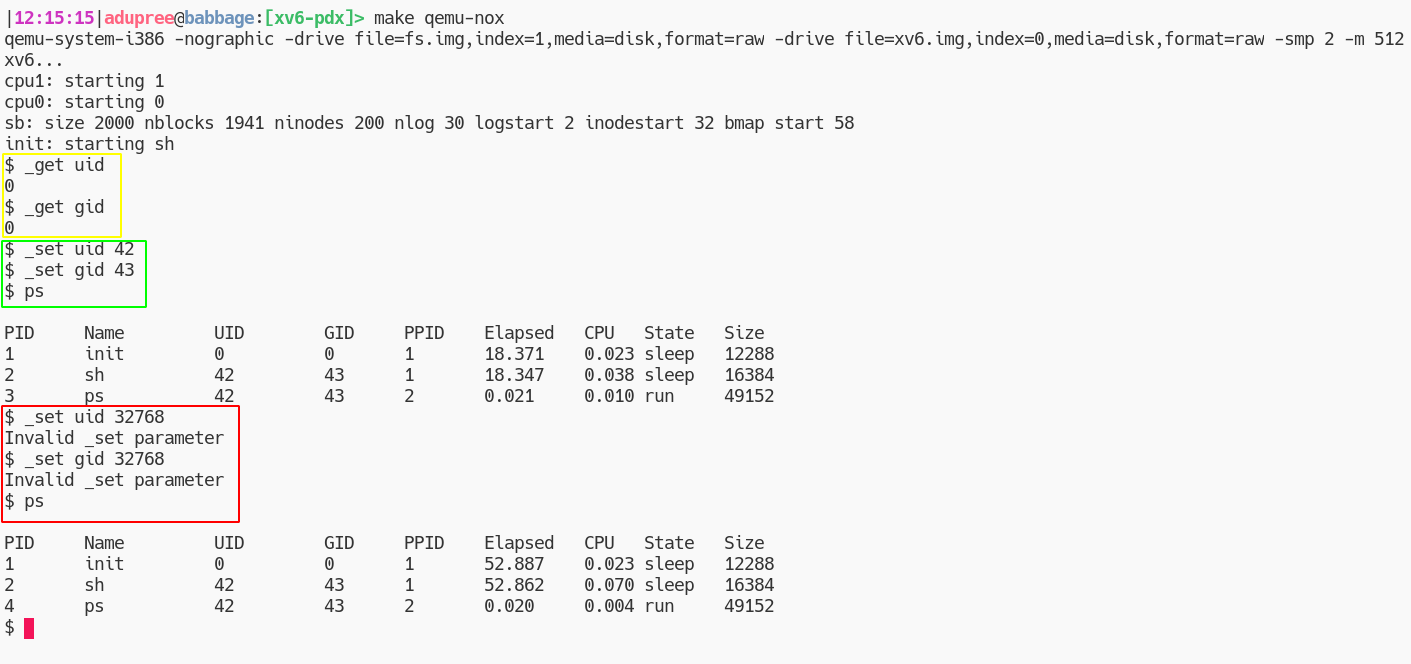 |12:15:15|adupree@babbage:[xv6-pdx]> make qemu-nox
qemu-system-i386 -nographic -drive file=fs.img,index=1,media=disk,format=raw -drive file=xv6.img,index=0,media=disk,format=raw -smp 2 -m 512
xv6...
cpu1: starting 1
cpu0: starting 0
sb: size 2000 nblocks 1941 ninodes 200 nlog 30 logstart 2 inodestart 32 bmap start 58
init: starting sh
$ _get uid
0
$ _get gid
0
$ _set uid 42
$ _set gid 43
$ ps
PID     Name         UID        GID     PPID    Elapsed   CPU   State   Size
1       init         0          0       1       18.371    0.023 sleep   12288
2       sh           42         43      1       18.347    0.038 sleep   16384
3       ps           42         43      2       0.021     0.010 run     49152
$ _set uid 32768
Invalid _set parameter
$ _set gid 32768
Invalid _set parameter
$ ps
PID     Name         UID        GID     PPID    Elapsed   CPU   State   Size
1       init         0          0       1       52.887    0.023 sleep   12288
2       sh           42         43      1       52.862    0.070 sleep   16384
4       ps           42         43      2       0.020     0.004 run     49152
$